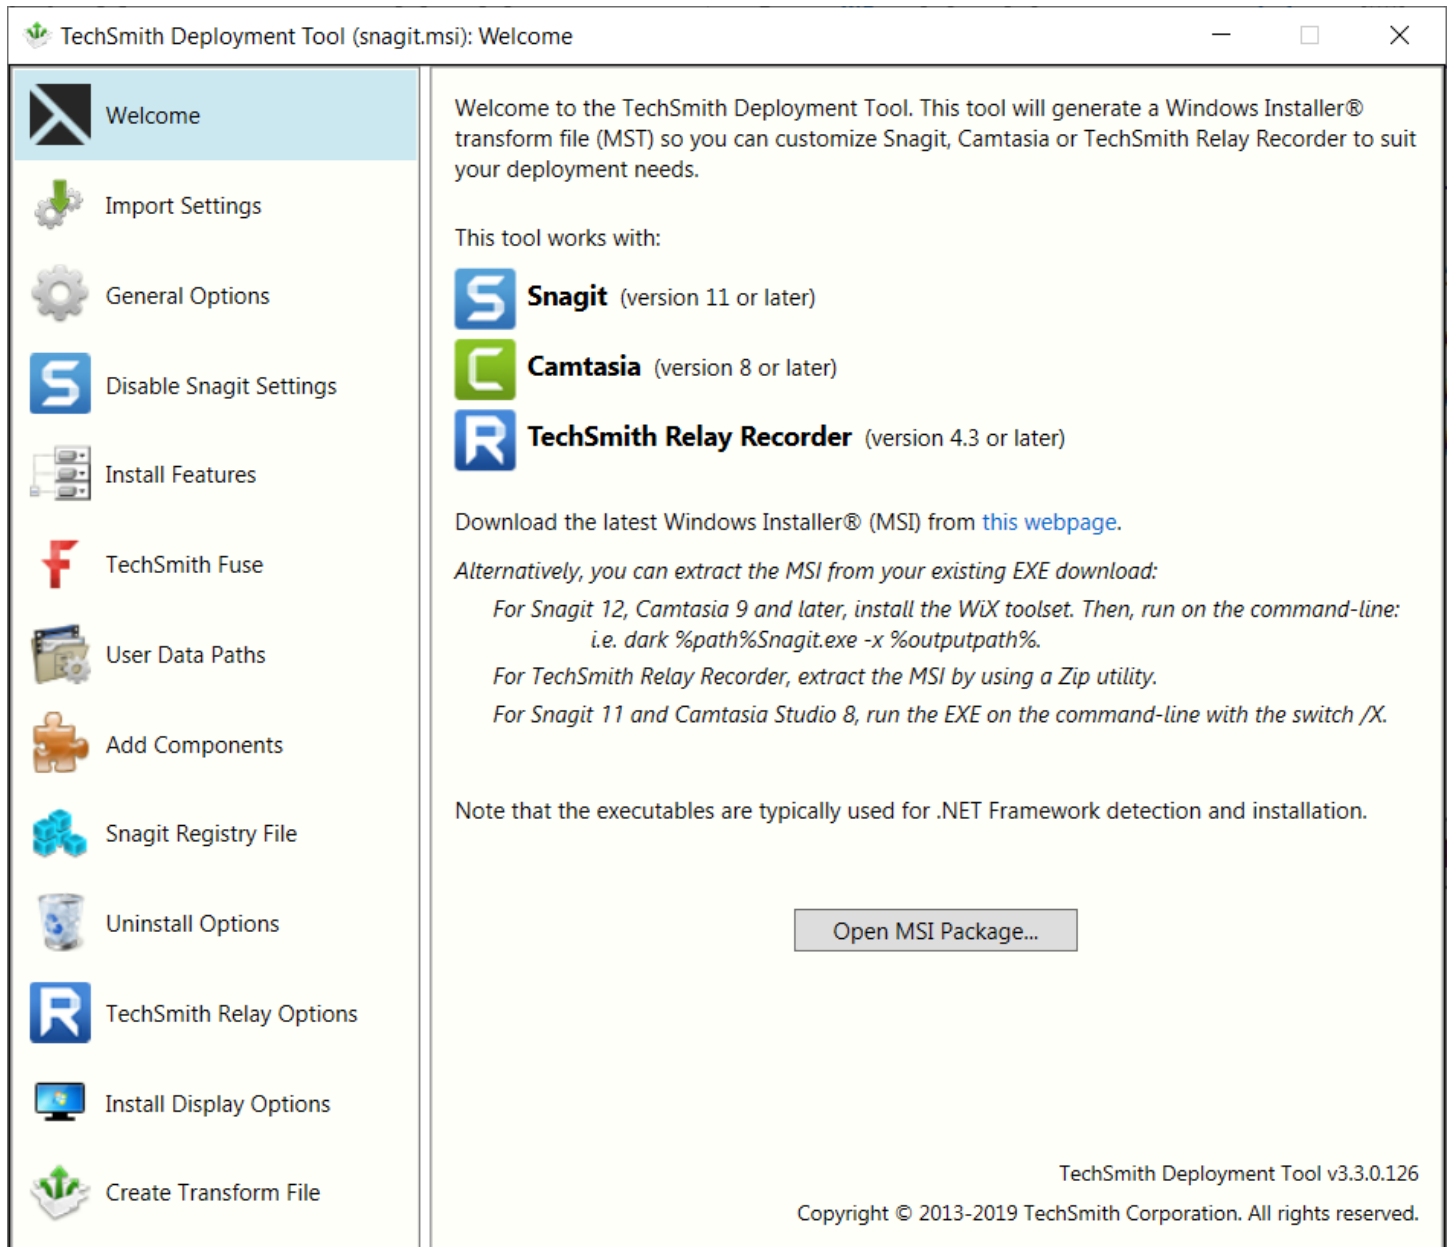 TechSmith Deployment Tool (snagit.msi): Welcome
Welcome
Import Settings
General Options
Disable Snagit Settings
Install Features
TechSmith Fuse
User Data Paths
Add Components
Snagit Registry File
Uninstall Options
TechSmith Relay Options
Install Display Options
Create Transform File
Welcome to the TechSmith Deployment Tool. This tool will generate a Windows Installer®
transform file (MST) so you can customize Snagit, Camtasia or TechSmith Relay Recorder to suit
your deployment needs.
This tool works with:
Snagit (version 11 or later)
Camtasia (version 8 or later)
TechSmith Relay Recorder (version 4.3 or later)
Download the latest Windows Installer® (MSI) from this webpage.
Alternatively, you can extract the MSI from your existing EXE download:
For Snagit 12, Camtasia 9 and later, install the WiX toolset. Then, run on the command-line:
i.e. dark %path%Snagit.exe -x %outputpath%.
For TechSmith Relay Recorder, extract the MSI by using a Zip utility.
For Snagit 11 and Camtasia Studio 8, run the EXE on the command-line with the switch /X.
Note that the executables are typically used for .NET Framework detection and installation.
Open MSI Package...
TechSmith Deployment Tool v3.3.0.126
Copyright © 2013-2019 TechSmith Corporation. All rights reserved.